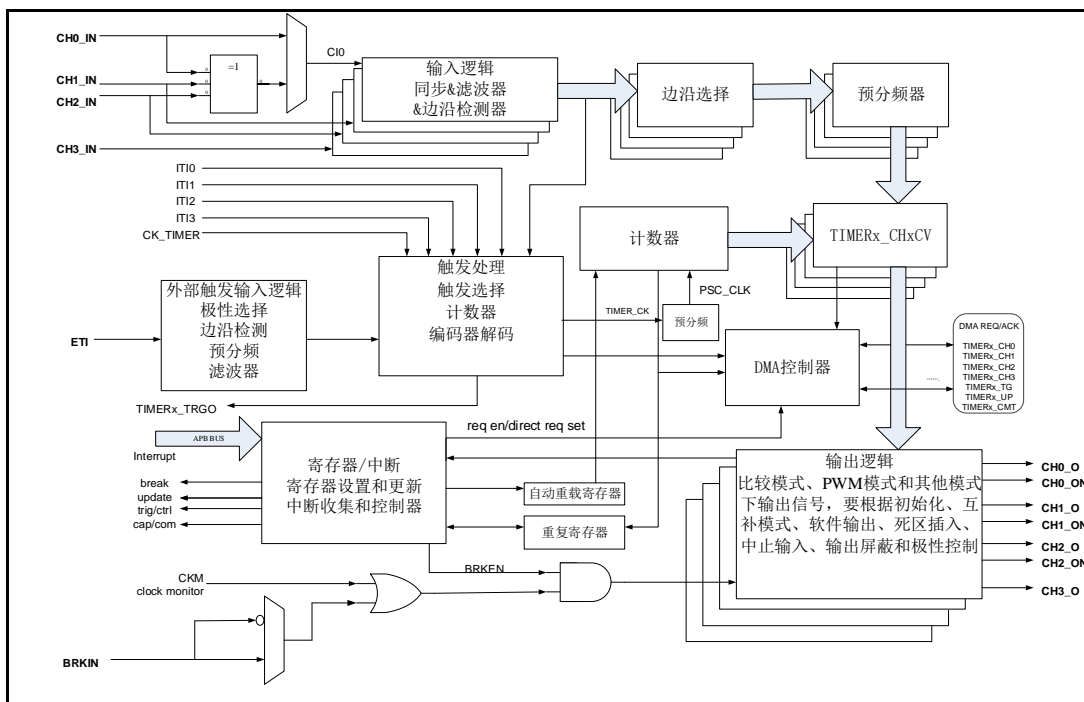 CH0_IN
CH1_IN
CH2_IN
CH3_IN
=1
CI0
输入逻辑
同步&滤波器
&边沿检测器
边沿选择
预分频器
ITI0
ITI1
ITI2
ITI3
CK_TIMER
计数器
TIMERx_CHxCV
触发处理
触发选择
计数器
编码器解码
外部触发输入逻辑
极性选择
边沿检测
预分频
滤波器
ETI
TIMER_CK
PSC_CLK
预分频
DMA控制器
DMA REQ/ACK
TIMERx_CH0
TIMERx_CH1
TIMERx_CH2
TIMERx_CH3
TIMERx_TG
TIMERx_UP
TIMERx_CMT
......
TIMERx_TRGO
APB BUS
Interrupt
break
update
trig/ctrl
cap/com
寄存器/中断
寄存器设置和更新
中断收集和控制器
req en/direct req set
自动重载寄存器
重复寄存器
BRKEN
输出逻辑
比较模式、PWM模式和其他模式
下输出信号，要根据初始化、互
补模式、软件输出、死区插入、
中止输入、输出屏蔽和极性控制
CH0_O
CH0_ON
CH1_O
CH1_ON
CH2_O
CH2_ON
CH3_O
CKM
clock monitor
BRKIN